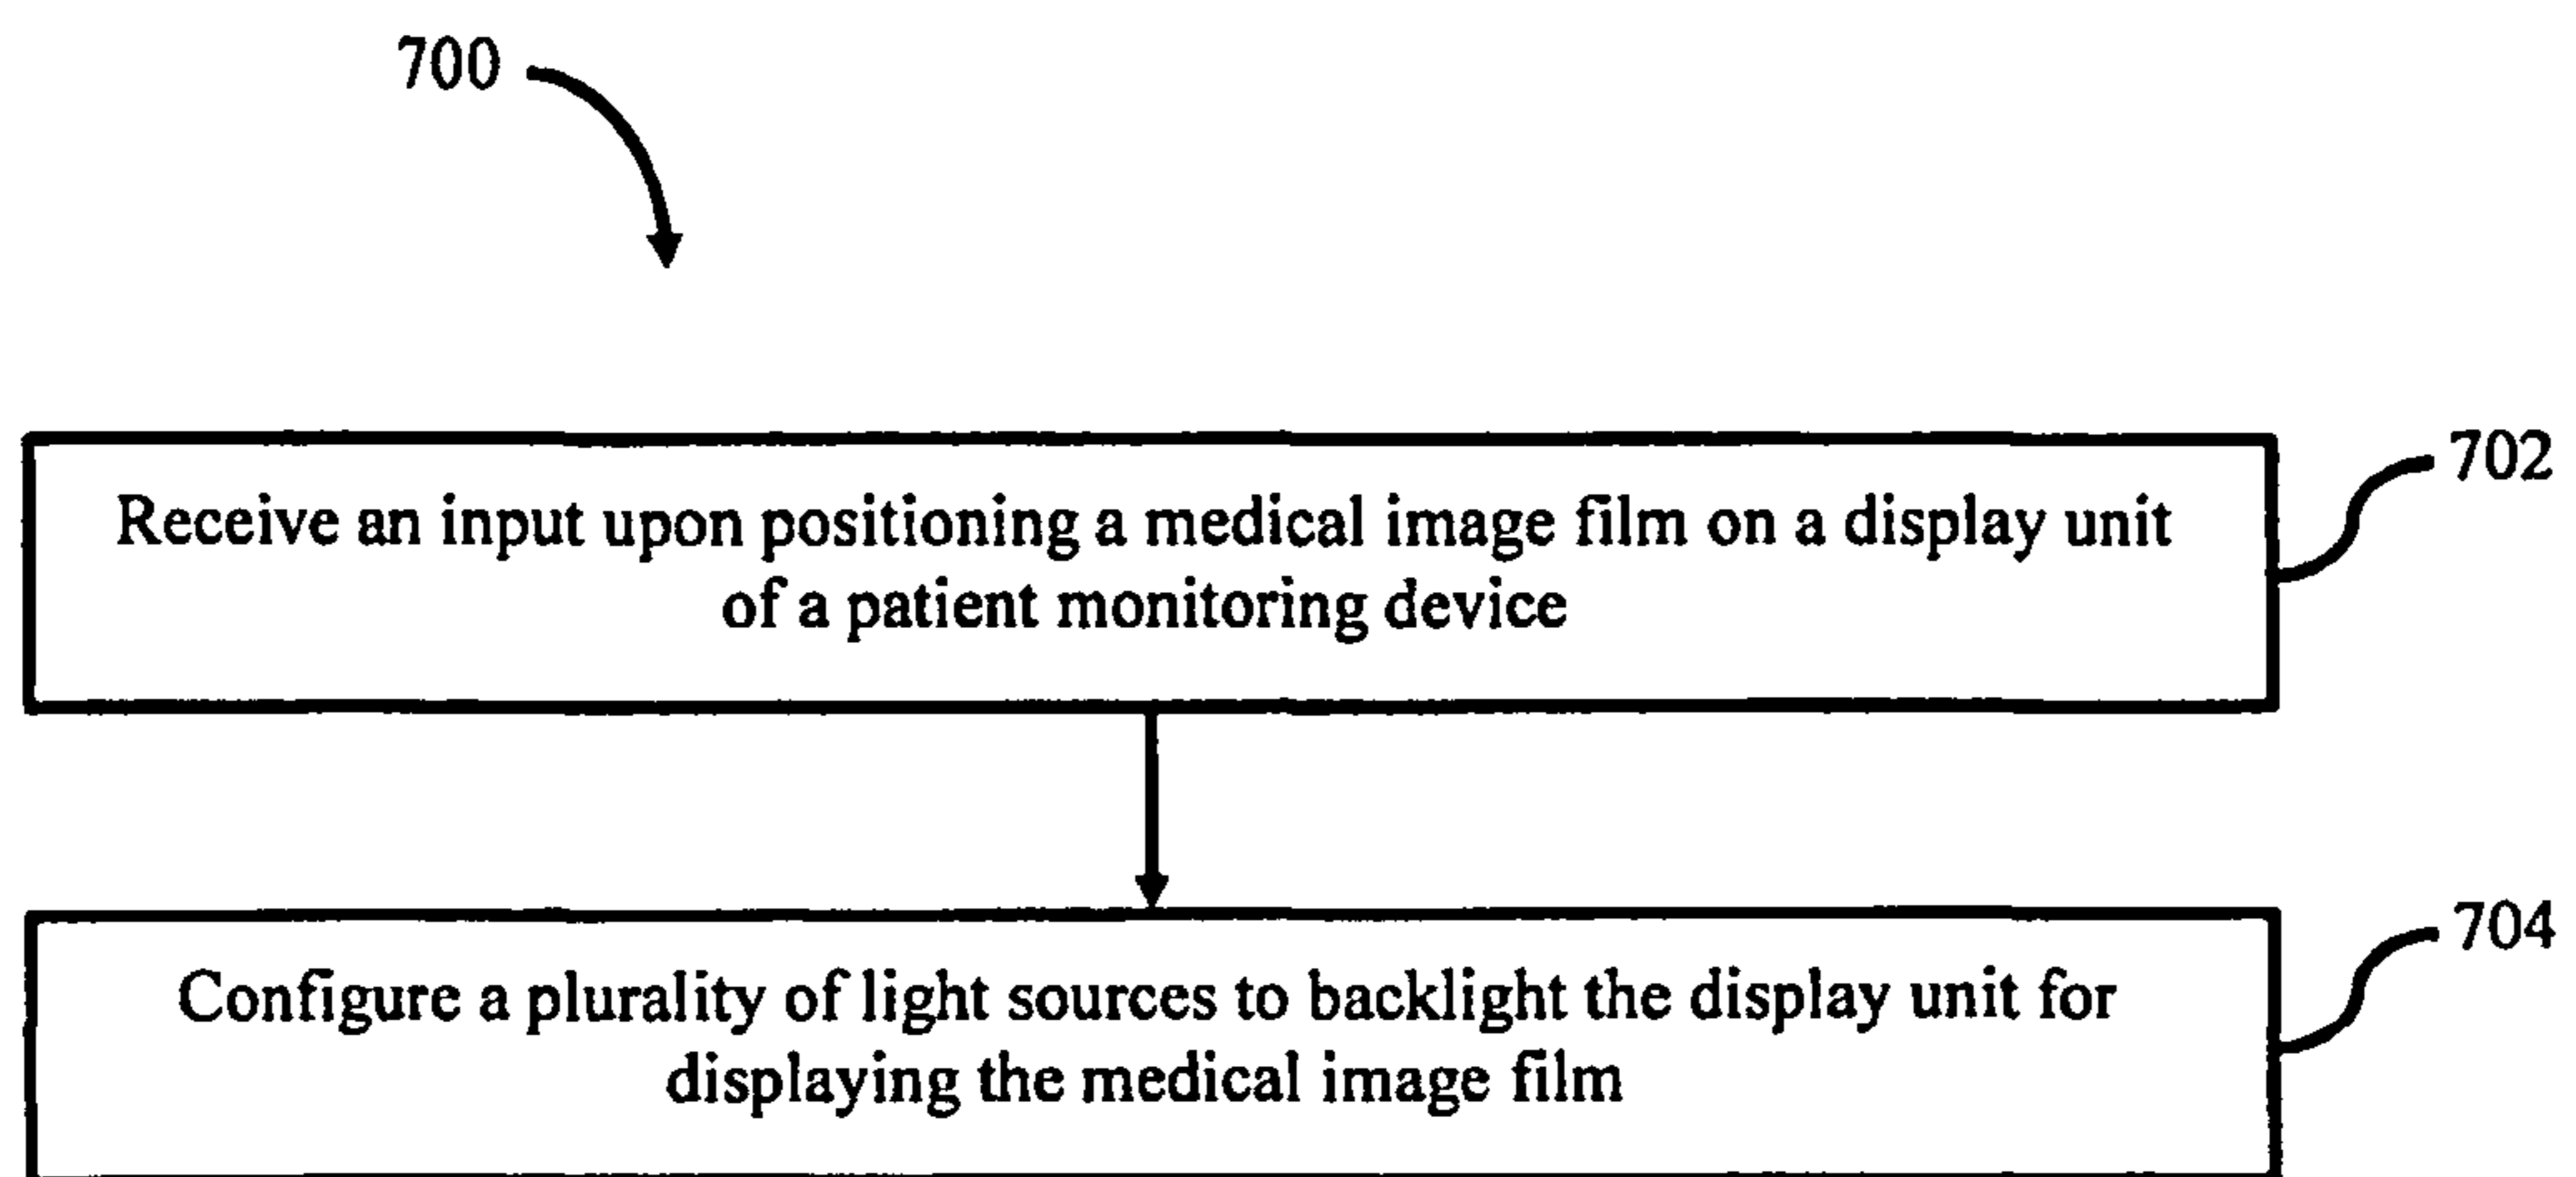 700
702
Receive an input upon positioning a medical image film on a display unit
of a patient monitoring device
704
Configure a plurality of light sources to backlight the display unit for
displaying the medical image film